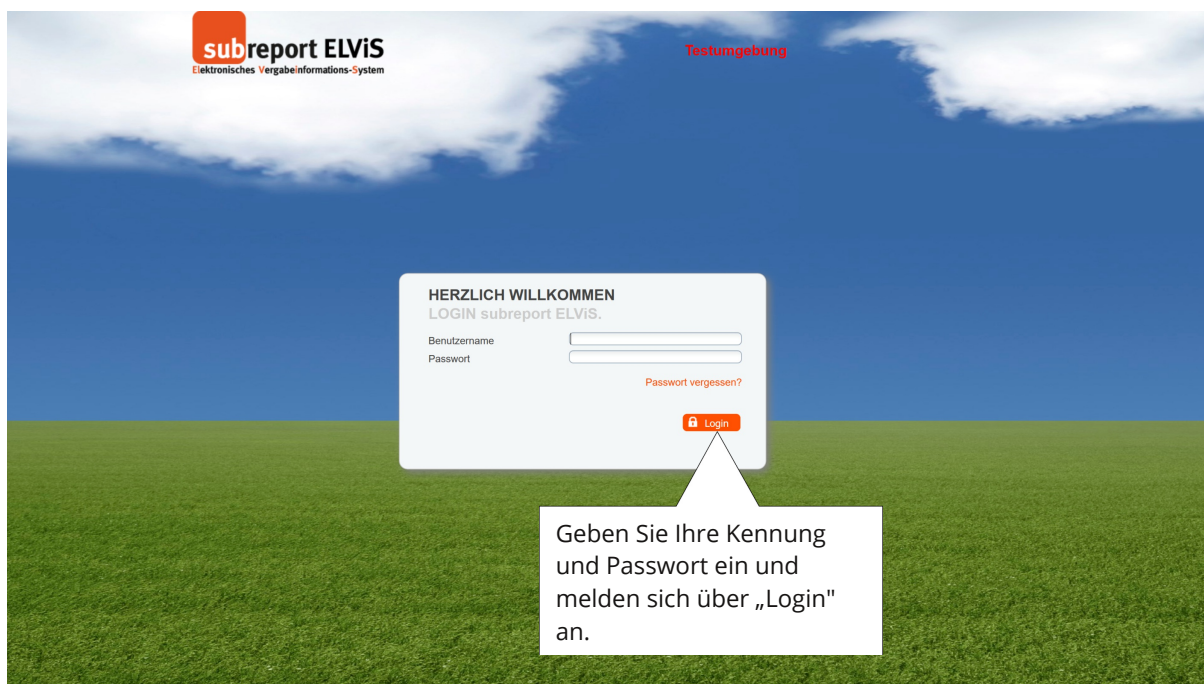 subreport ELViS
Elektronisches Vergabeinformations-System
Testumgebung
HERZLICH WILLKOMMEN
LOGIN subreport ELViS.
Benutzername
Passwort
Passwort vergessen?
Login
Geben Sie Ihre Kennung
und Passwort ein und
melden sich über „Login"
an.